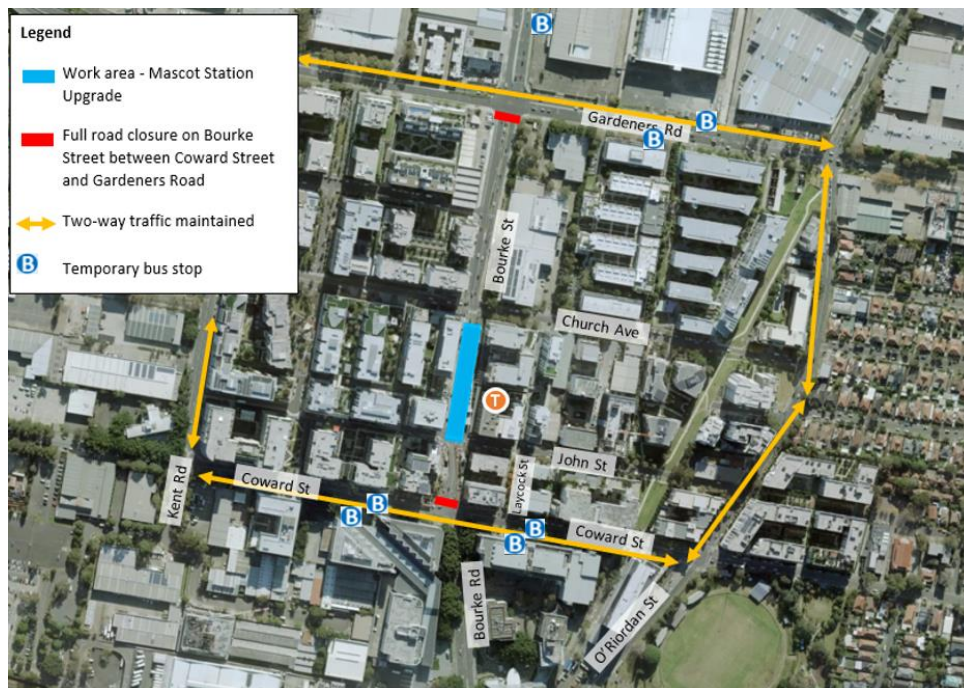 Legend
Work area - Mascot Station
Upgrade
Full road closure on Bourke
Street between Coward Street
and Gardeners Road
Two-way traffic maintained
B
Temporary bus stop
B
Gardeners Rd
B
B
Bourke St
Church Ave
T
John St
Laycock St
Kent Rd
Coward St
B
B
B
B
Coward St
Bourke Rd
O'Riordan St